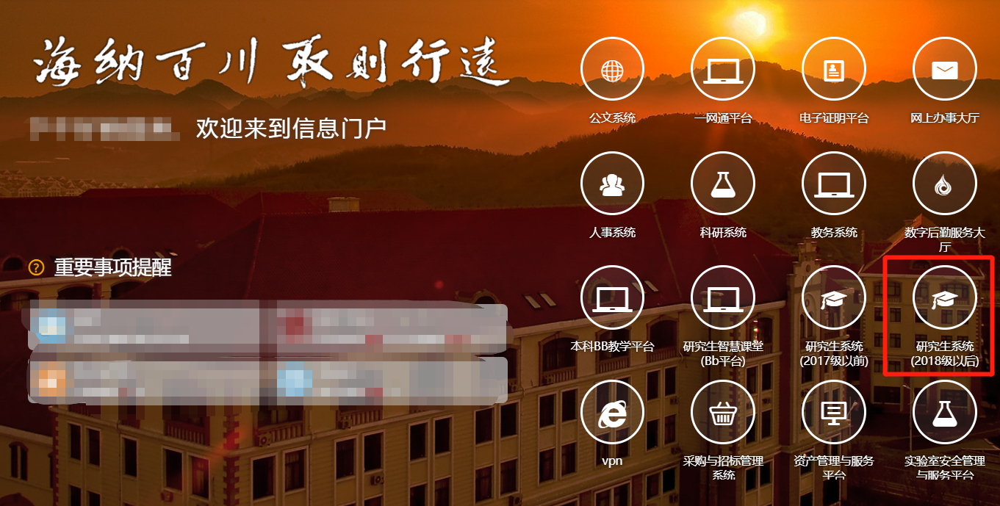 海纳百川 取则行远
欢迎来到信息门户
重要事项提醒
公文系统
一网通平台
电子证明平台
网上办事大厅
人事系统
科研系统
教务系统
数字后勤服务大
厅
本科BB教学平台
研究生智慧课堂
(Bb平台)
研究生系统
(2017级以前)
研究生系统
(2018级以后)
vpn
采购与招标管理
系统
资产管理与服务
平台
实验室安全管理
与服务平台